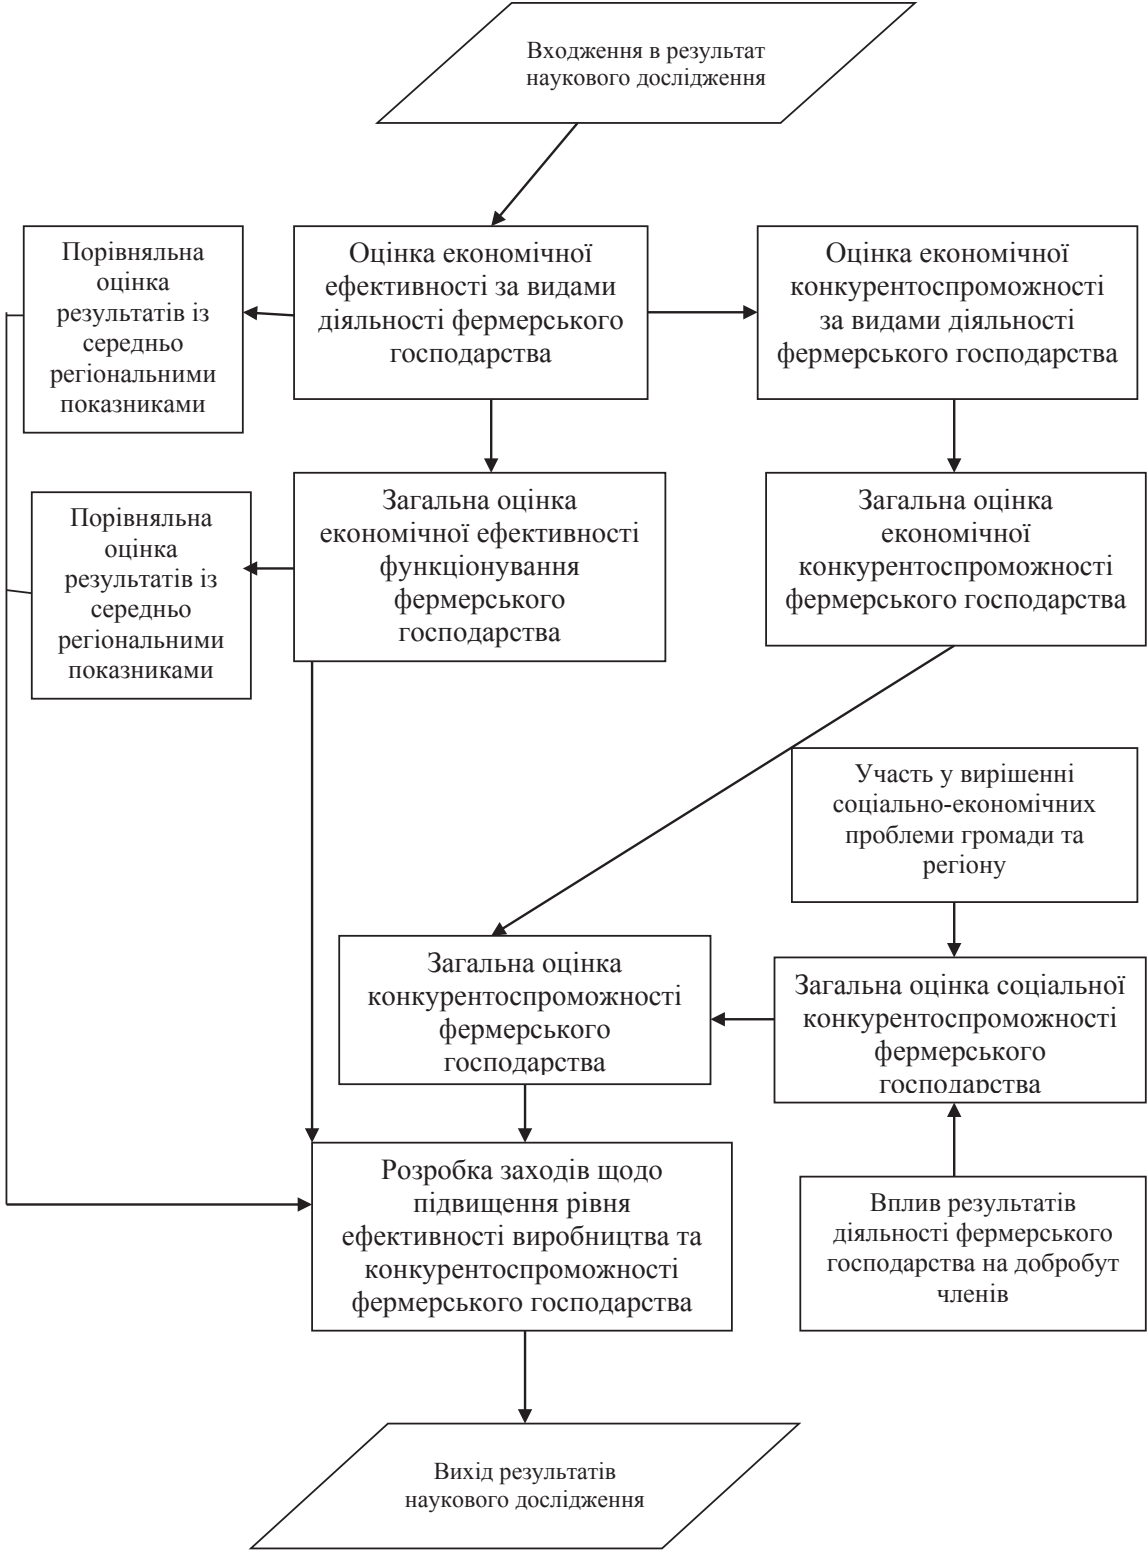 Входження в результат
наукового дослідження
Порівняльна
оцінка
результатів із
середньо
регіональними
показниками
Оцінка економічної
ефективності за видами
діяльності фермерського
господарства
Оцінка економічної
конкурентоспроможності
за видами діяльності
фермерського господарства
Порівняльна
оцінка
результатів із
середньо
регіональними
показниками
Загальна оцінка
економічної ефективності
функціонування
фермерського
господарства
Загальна оцінка
економічної
конкурентоспроможності
фермерського господарства
Участь у вирішенні
соціально-економічних
проблеми громади та
регіону
Загальна оцінка
конкурентоспроможності
фермерського
господарства
Загальна оцінка соціальної
конкурентоспроможності
фермерського
господарства
Розробка заходів щодо
підвищення рівня
ефективності виробництва та
конкурентоспроможності
фермерського господарства
Вплив результатів
діяльності фермерського
господарства на добробут
членів
Вихід результатів
наукового дослідження